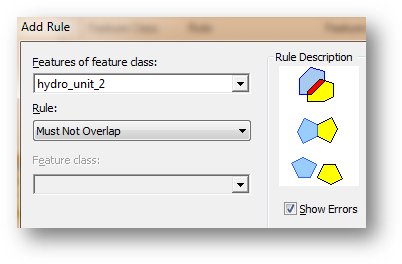 Add Rule
Features of feature class:
hydro_unit_2
Rule:
Must Not Overlap
Feature class:
Rule Description
Show Errors